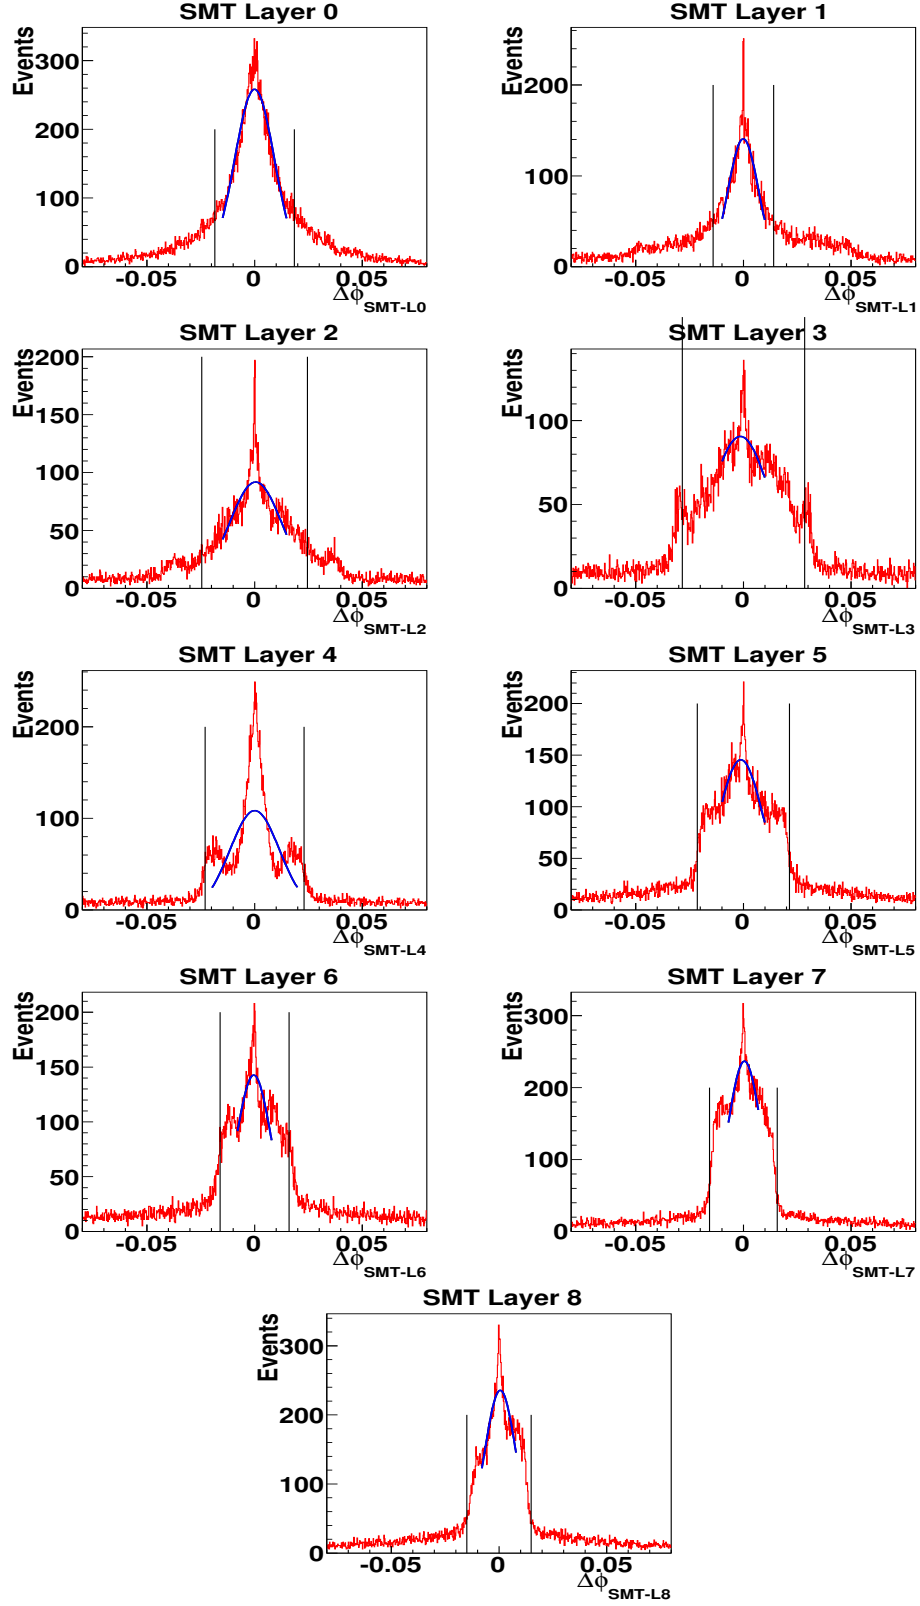 SMT Layer 0
Events
300
200
100
0
-0.05 0 0.05
Δϕ SMT-L0
SMT Layer 1
Events
200
100
0
-0.05 0 0.05
Δϕ SMT-L1
SMT Layer 2
Events
200
150
100
50
0
-0.05 0 0.05
Δϕ SMT-L2
SMT Layer 3
Events
100
50
0
-0.05 0 0.05
Δϕ SMT-L3
SMT Layer 4
Events
200
100
0
-0.05 0 0.05
Δϕ SMT-L4
SMT Layer 5
Events
200
150
100
50
0
-0.05 0 0.05
Δϕ SMT-L5
SMT Layer 6
Events
200
150
100
50
0
-0.05 0 0.05
Δϕ SMT-L6
SMT Layer 7
Events
300
200
100
0
-0.05 0 0.05
Δϕ SMT-L7
SMT Layer 8
Events
300
200
100
0
-0.05 0 0.05
Δϕ SMT-L8